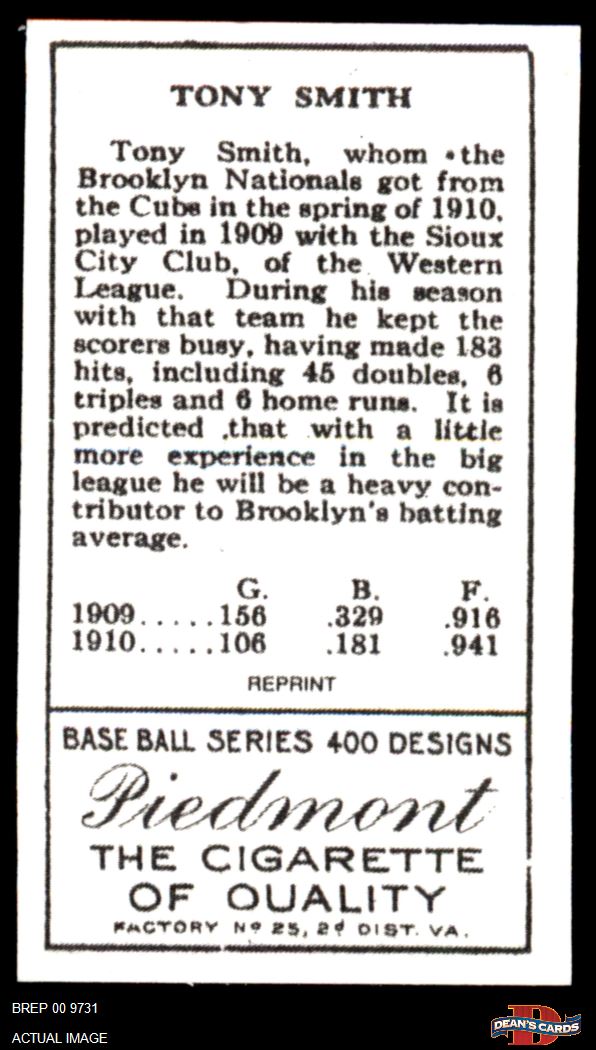 TONY SMITH
Tony Smith, whom the
Brooklyn Nationals got from
the Cubs in the spring of 1910,
played in 1909 with the Sioux
City Club, of the Western
League. During his season
with that team he kept the
scorers busy, having made 183
hits, including 45 doubles, 6
triples and 6 home runs. It is
predicted that with a little
more experience in the big
league he will be a heavy con-
tributor to Brooklyn's batting
average.
G. B. F.
1909.....156 .329 .916
1910.....106 .181 .941
REPRINT
BASE BALL SERIES 400 DESIGNS
Piedmont
THE CIGARETTE
OF QUALITY
FACTORY Nº 25, 2d DIST. VA.
BREP 00 9731
ACTUAL IMAGE
D
DEAN'S CARDS